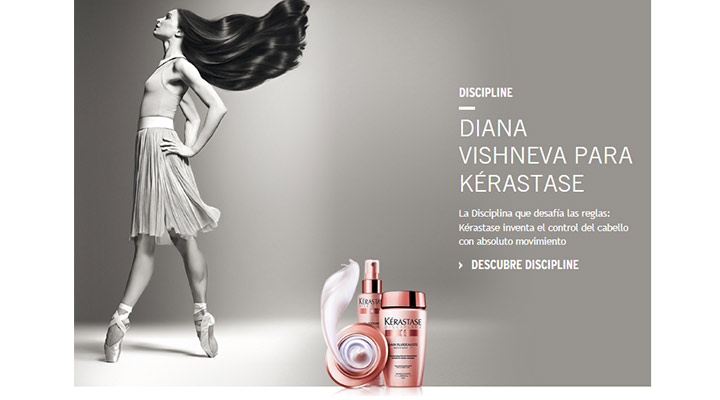 DISCIPLINE
DIANA
VISHNEVA PARA
KÉRASTASE
La Disciplina que desafía las reglas:
Kérastase inventa el control del cabello
con absoluto movimiento
› DESCUBRE DISCIPLINE
KÉRASTASE
KÉRASTASE